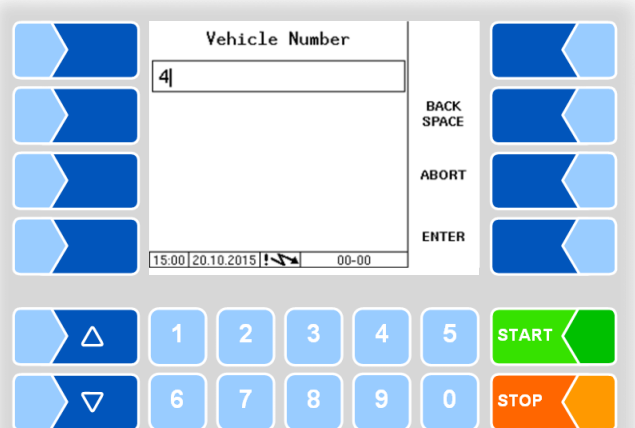 Vehicle Number
4
BACK
SPACE
ABORT
ENTER
15:00 20.10.2015 ! 00-00
1 2 3 4 5 START
6 7 8 9 0 STOP